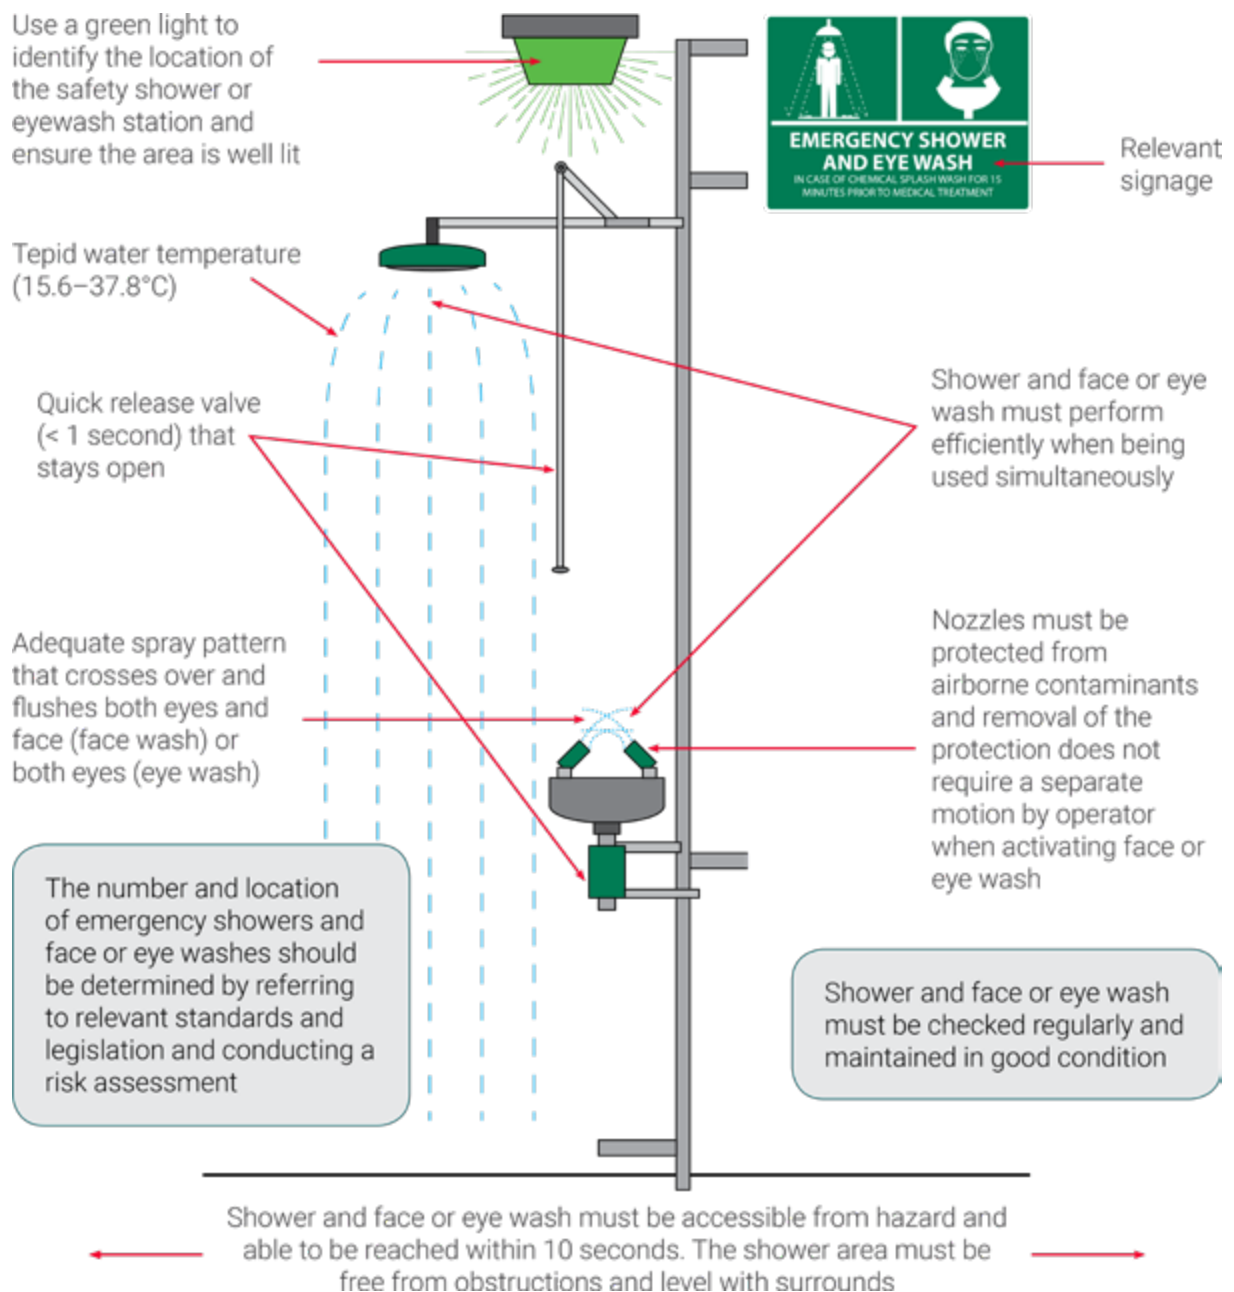 Use a green light to
identify the location of
the safety shower or
eyewash station and
ensure the area is well lit
EMERGENCY SHOWER
AND EYE WASH
IN CASE OF CHEMICAL SPLASH WASH FOR 15
MINUTES PRIOR TO MEDICAL TREATMENT
Relevant
signage
Tepid water temperature
(15.6–37.8°C)
Shower and face or eye
wash must perform
efficiently when being
used simultaneously
Quick release valve
(< 1 second) that
stays open
Nozzles must be
protected from
airborne contaminants
and removal of the
protection does not
require a separate
motion by operator
when activating face or
eye wash
Adequate spray pattern
that crosses over and
flushes both eyes and
face (face wash) or
both eyes (eye wash)
The number and location
of emergency showers and
face or eye washes should
be determined by referring
to relevant standards and
legislation and conducting a
risk assessment
Shower and face or eye wash
must be checked regularly and
maintained in good condition
Shower and face or eye wash must be accessible from hazard and
able to be reached within 10 seconds. The shower area must be
free from obstructions and level with surrounds